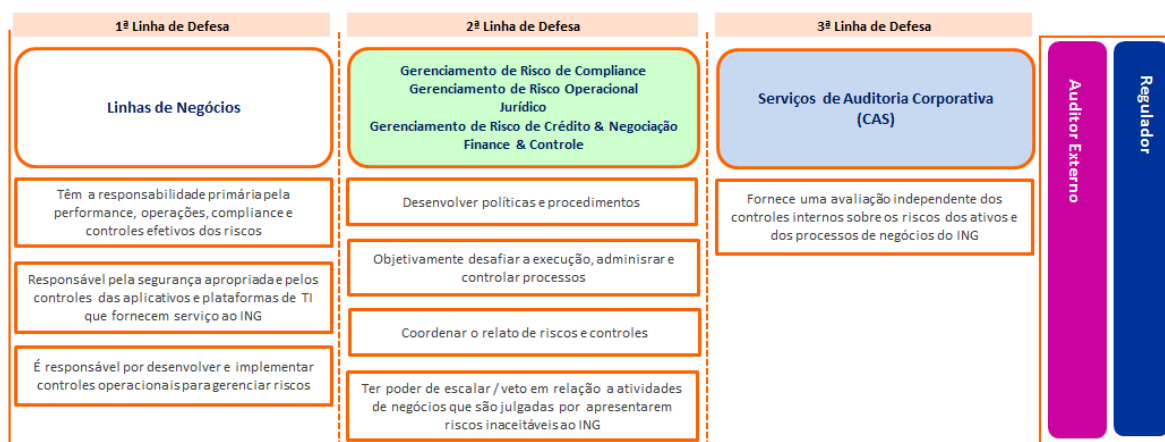 1ª Linha de Defesa
Linhas de Negócios
Têm a responsabilidade primária pela
performance, operações, compliance e
controles efetivos dos riscos
Responsável pela segurança apropriada e pelos
controles das aplicativos e plataformas de TI
que fornecem serviço ao ING
É responsável por desenvolver e implementar
controles operacionais para gerenciar riscos
2ª Linha de Defesa
Gerenciamento de Risco de Compliance
Gerenciamento de Risco Operacional
Jurídico
Gerenciamento de Risco de Crédito & Negociação
Finance & Controle
Desenvolver políticas e procedimentos
Objetivamente desafiar a execução, adminisrar e
controlar processos
Coordenar o relato de riscos e controles
Ter poder de escalar / veto em relação a atividades
de negócios que são julgadas por apresentarem
riscos inaceitáveis ao ING
3ª Linha de Defesa
Serviços de Auditoria Corporativa
(CAS)
Fornece uma avaliação independente dos
controles internos sobre os riscos dos ativos e
dos processos de negócios do ING
Auditor Externo
Regulador